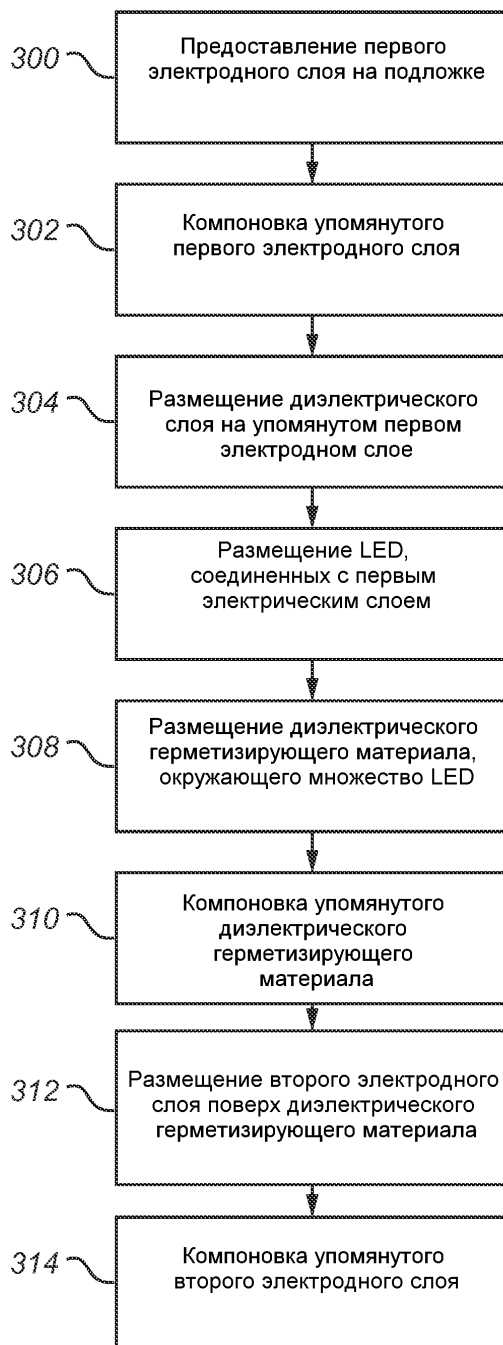 300
Предоставление первого
электродного слоя на подложке
302
Компоновка упомянутого
первого электродного слоя
304
Размещение диэлектрического
слоя на упомянутом первом
электродном слое
306
Размещение LED,
соединенных с первым
электрическим слоем
308
Размещение диэлектрического
герметизирующего материала,
окружающего множество LED
310
Компоновка упомянутого
диэлектрического
герметизирующего
материала
312
Размещение второго электродного
слоя поверх диэлектрического
герметизирующего материала
314
Компоновка упомянутого
второго электродного слоя